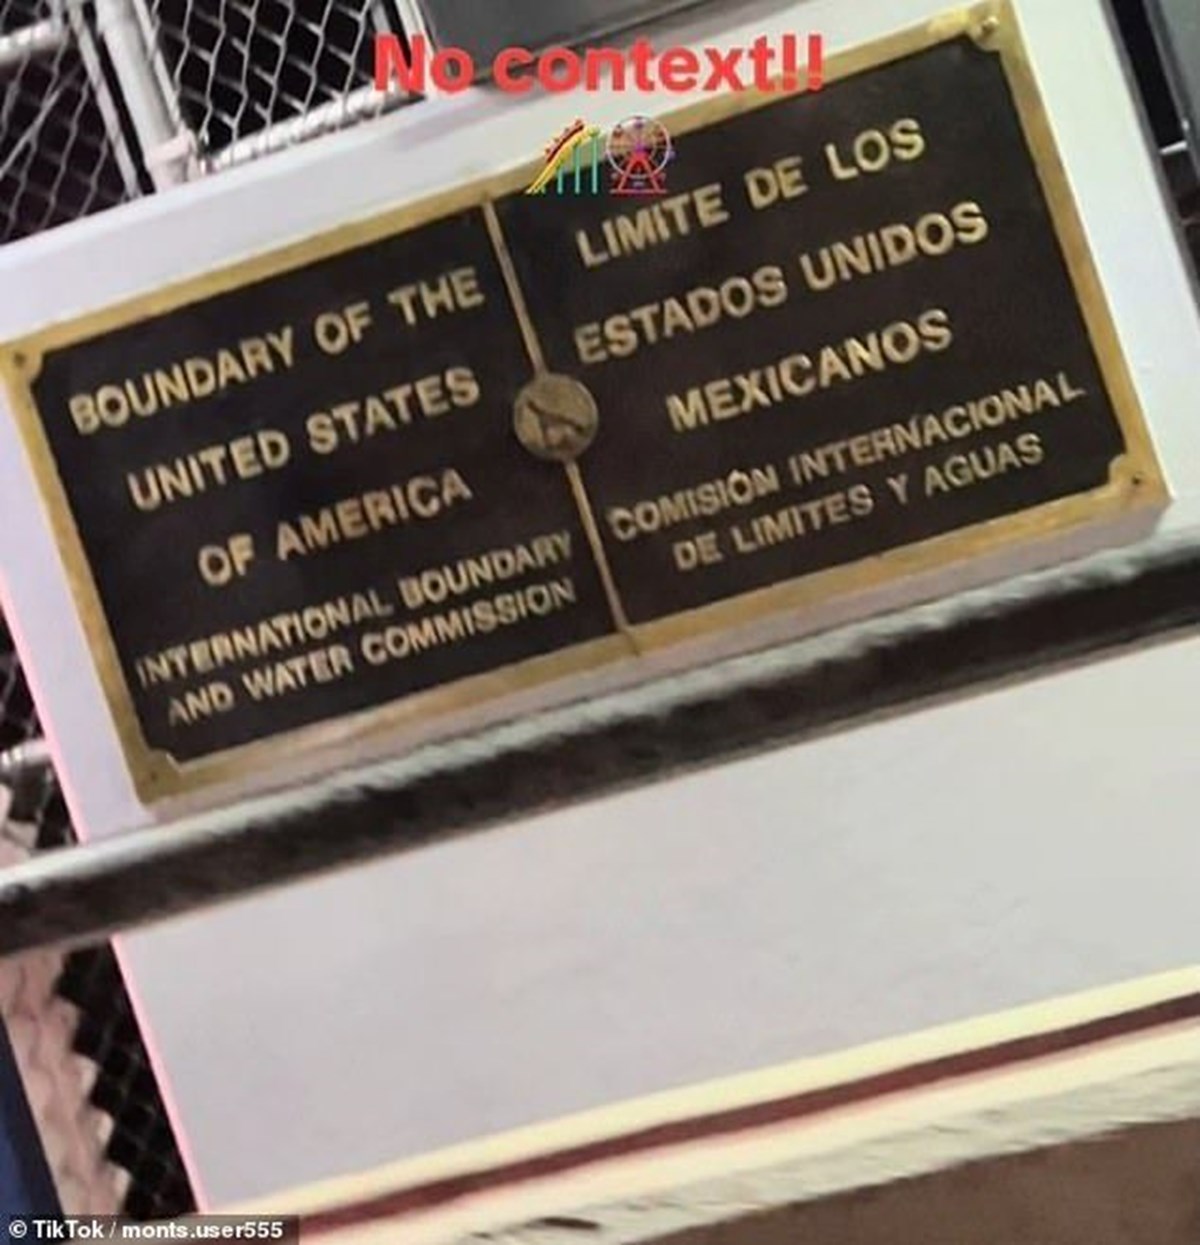 No context!!
BOUNDARY OF THE
UNITED STATES
OF AMERICA
INTERNATIONAL BOUNDARY
AND WATER COMMISSION
LIMITE DE LOS
ESTADOS UNIDOS
MEXICANOS
COMISIÓN INTERNACIONAL
DE LIMITES Y AGUAS
© TikTok / monts.user555